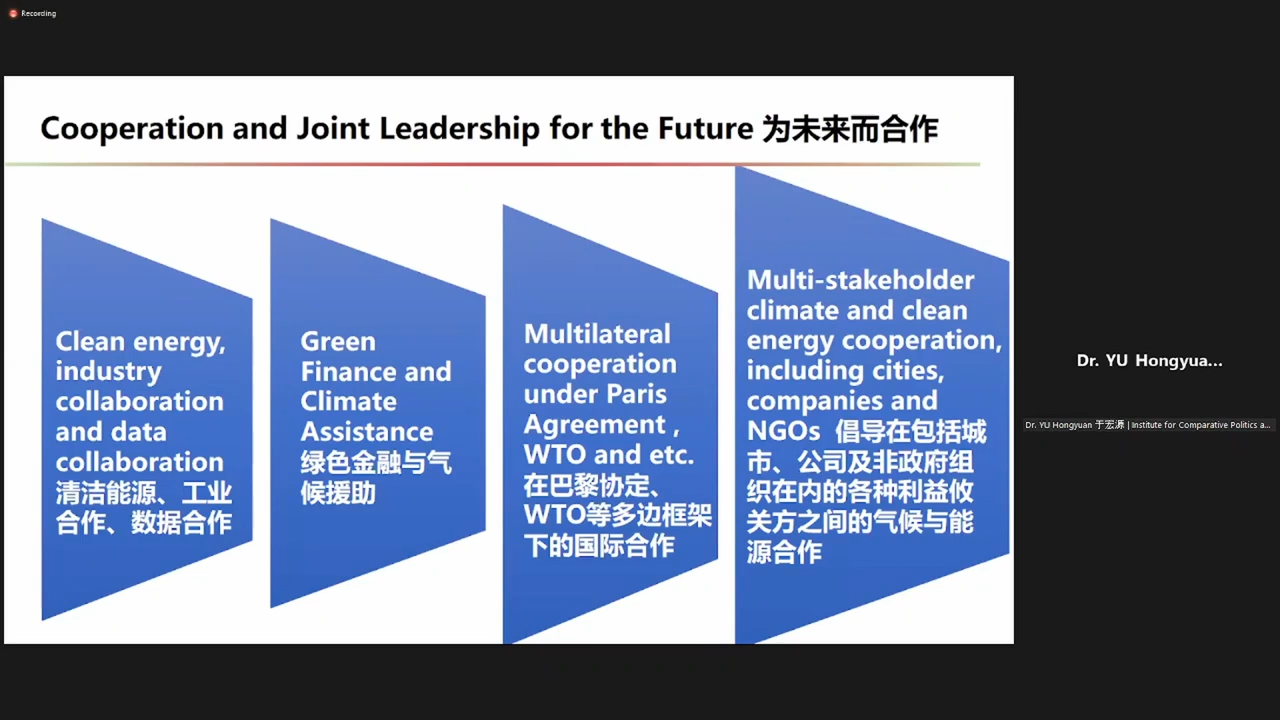 Recording
Cooperation and Joint Leadership for the Future 为未来而合作
Clean energy,
industry
collaboration
and data
collaboration
清洁能源、工业
合作、数据合作
Green
Finance and
Climate
Assistance
绿色金融与气
候援助
Multilateral
cooperation
under Paris
Agreement ,
WTO and etc.
在巴黎协定、
WTO等多边框架
下的国际合作
Multi-stakeholder
climate and clean
energy cooperation,
including cities,
companies and
NGOs 倡导在包括城
市、公司及非政府组
织在内的各种利益攸
关方之间的气候与能
源合作
Dr. YU Hongyua...
Dr. YU Hongyuan 于宏源 | Institute for Comparative Politics a...